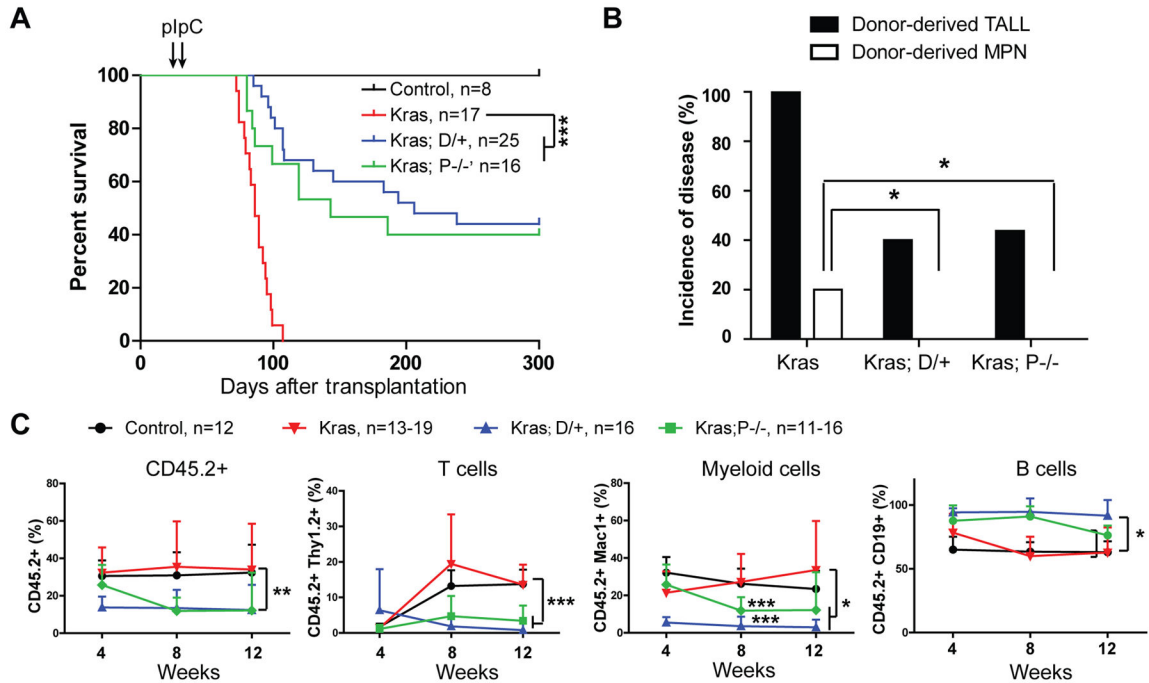 A
pIpC
100
80
60
40
20
0
Percent survival
0
100
200
300
Days after transplantation
Control, n=8
Kras, n=17
Kras; D/+, n=25
Kras; P-/-, n=16
***
B
Donor-derived TALL
Donor-derived MPN
Incidence of disease (%)
100
80
60
40
20
0
*
*
Kras
Kras; D/+
Kras; P-/-
C
Control, n=12
Kras, n=13-19
Kras; D/+, n=16
Kras;P-/-, n=11-16
CD45.2+
CD45.2+ (%)
80
60
40
20
0
**
4
8
12
Weeks
T cells
CD45.2+ Thy1.2+ (%)
40
30
20
10
0
***
4
8
12
Weeks
Myeloid cells
CD45.2+ Mac1+ (%)
80
60
40
20
0
***
***
*
4
8
12
Weeks
B cells
CD45.2+ CD19+ (%)
100
50
0
*
4
8
12
Weeks